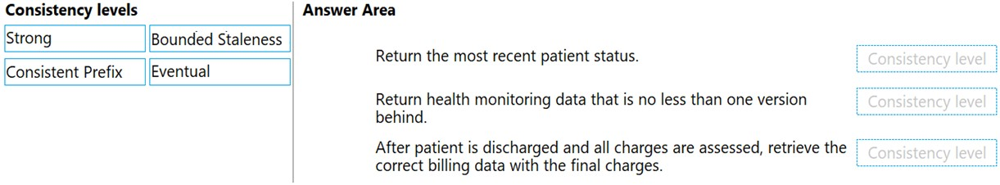 Consistency levels
Answer Area
Strong
Bounded Staleness
Consistent Prefix
Eventual
Return the most recent patient status.
Consistency level
Return health monitoring data that is no less than one version
behind.
Consistency level
After patient is discharged and all charges are assessed, retrieve the
correct billing data with the final charges.
Consistency level